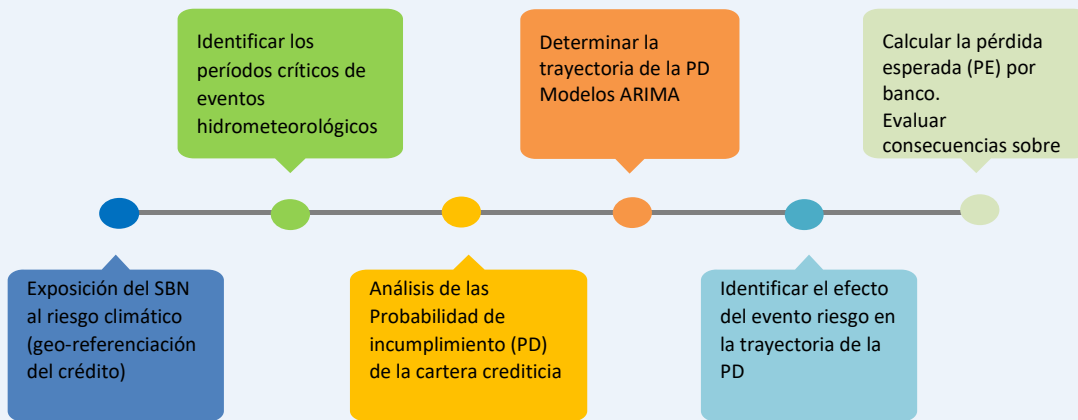 Identificar los
períodos críticos de
eventos
hidrometeorológicos
Determinar la
trayectoria de la PD
Modelos ARIMA
Calcular la pérdida
esperada (PE) por
banco.
Evaluar
consecuencias sobre
Exposición del SBN
al riesgo climático
(geo-referenciación
del crédito)
Análisis de las
Probabilidad de
incumplimiento (PD)
de la cartera crediticia
Identificar el efecto
del evento riesgo en
la trayectoria de la
PD